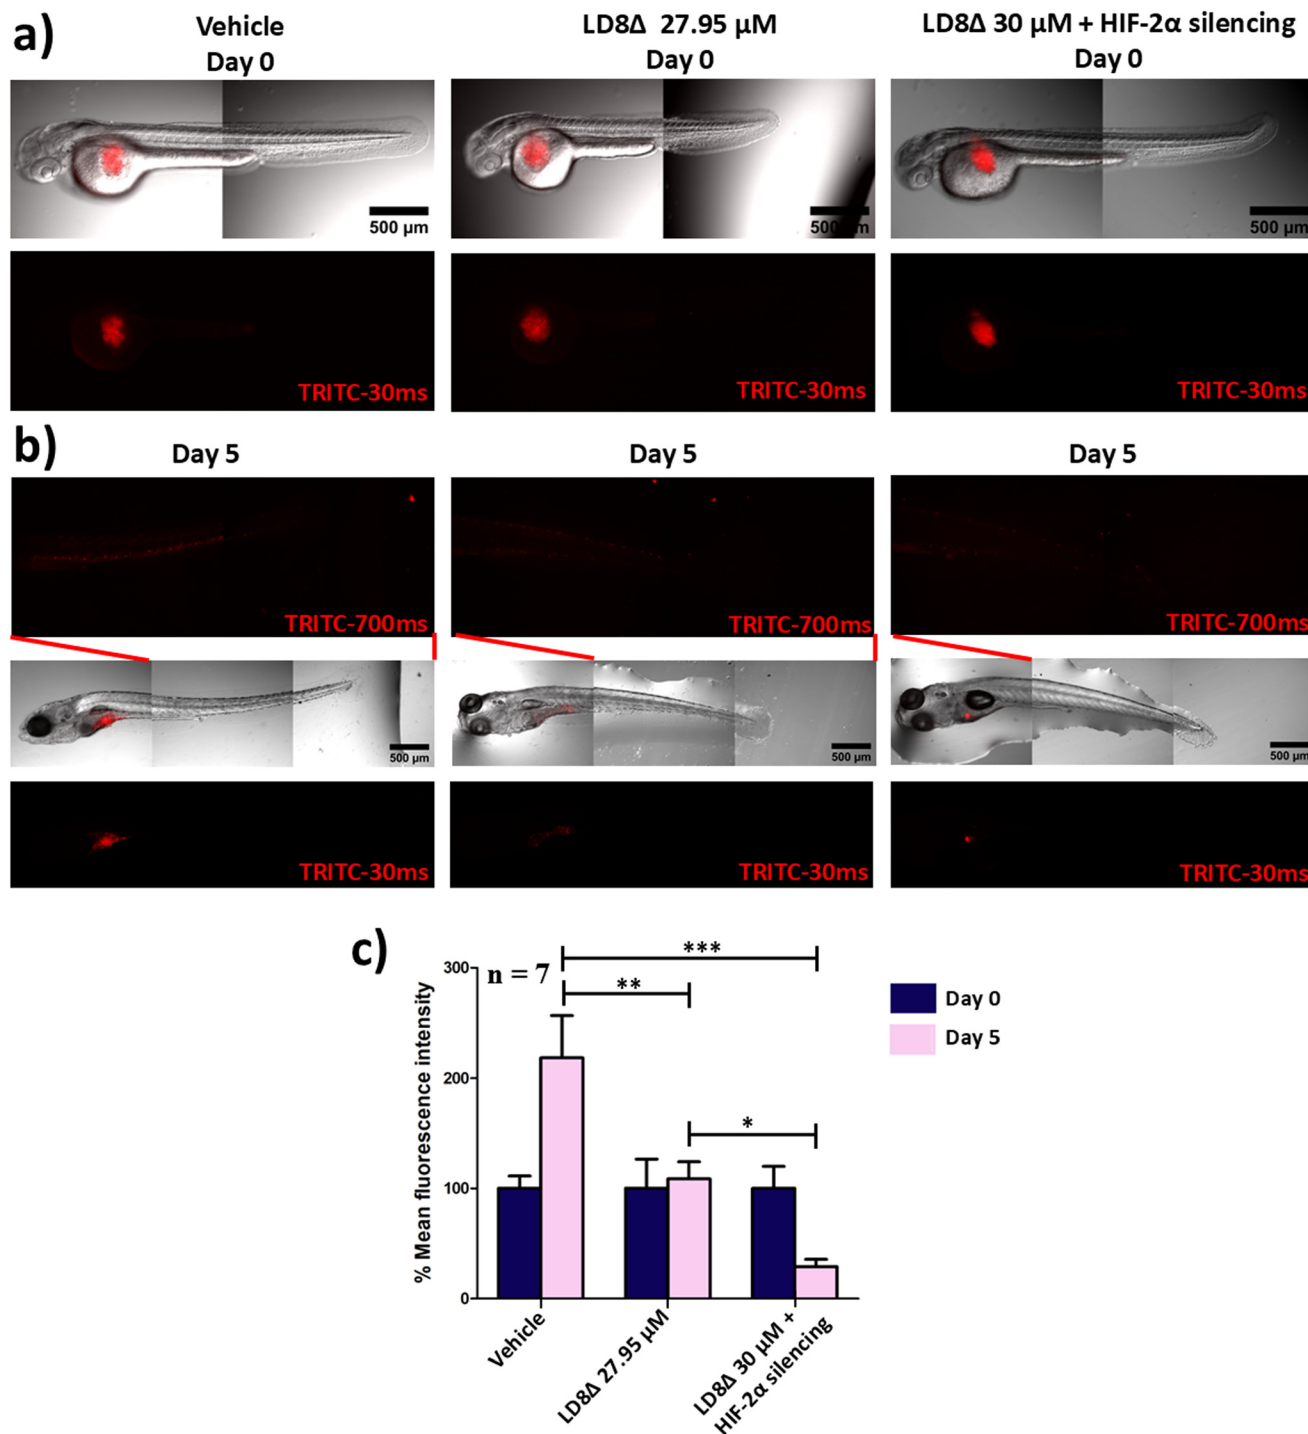 a)
Vehicle
Day 0
LD8Δ 27.95 μM
Day 0
LD8Δ 30 μM + HIF-2α silencing
Day 0
500 μm
500 μm
500 μm
TRITC-30ms
TRITC-30ms
TRITC-30ms
b)
Day 5
Day 5
Day 5
TRITC-700ms
TRITC-700ms
TRITC-700ms
500 μm
500 μm
500 μm
TRITC-30ms
TRITC-30ms
TRITC-30ms
c)
% Mean fluorescence intensity
300
200
100
0
n = 7
***
**
*
Day 0
Day 5
Vehicle
LD8Δ 27.95 μM
LD8Δ 30 μM +
HIF-2α silencing